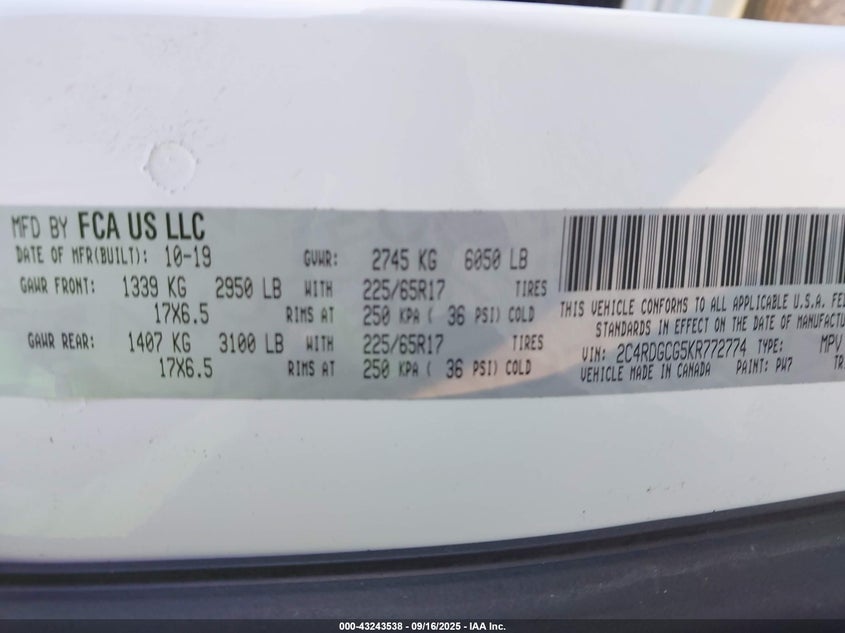 MFD BY FCA US LLC
DATE OF MFR(BUILT): 10-19 GVWR: 2745 KG 6050 LB
GAWR FRONT: 1339 KG 2950 LB WITH 225/65R17 TIRES
17X6.5 RIMS AT 250 KPA ( 36 PSI) COLD
GAWR REAR: 1407 KG 3100 LB WITH 225/65R17 TIRES
17X6.5 RIMS AT 250 KPA ( 36 PSI) COLD
THIS VEHICLE CONFORMS TO ALL APPLICABLE U.S.A. FE
STANDARDS IN EFFECT ON THE DATE OF MANUFACTU
VIN: 2C4RDGCG5KR772774 TYPE: MPV
VEHICLE MADE IN CANADA PAINT: PW7 TR
000-43243538 - 09/16/2025 - IAA Inc.